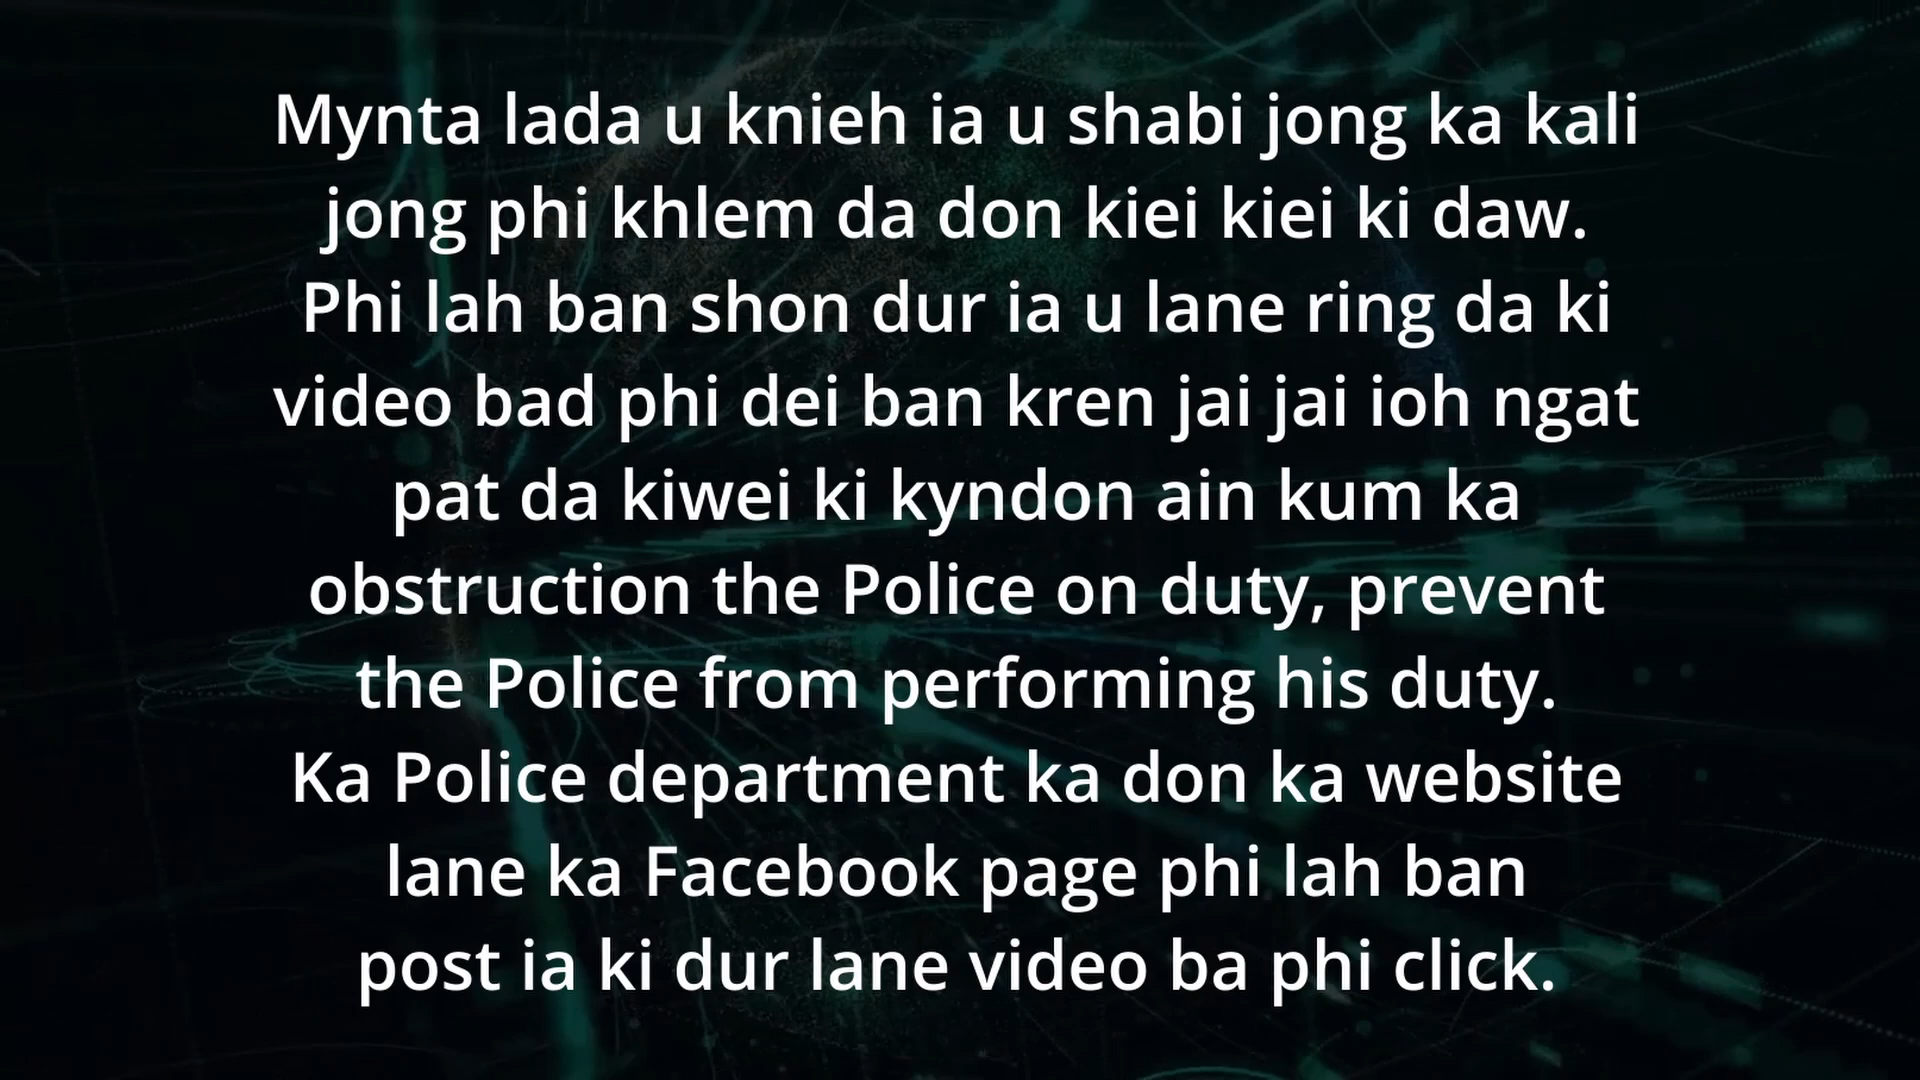 Mynta lada u knieh ia u shabi jong ka kali
jong phi khlem da don kiei kiei ki daw.
Phi lah ban shon dur ia u lane ring da ki
video bad phi dei ban kren jai jai ioh ngat
pat da kiwei ki kyndon ain kum ka
obstruction the Police on duty, prevent
the Police from performing his duty.
Ka Police department ka don ka website
lane ka Facebook page phi lah ban
post ia ki dur lane video ba phi click.